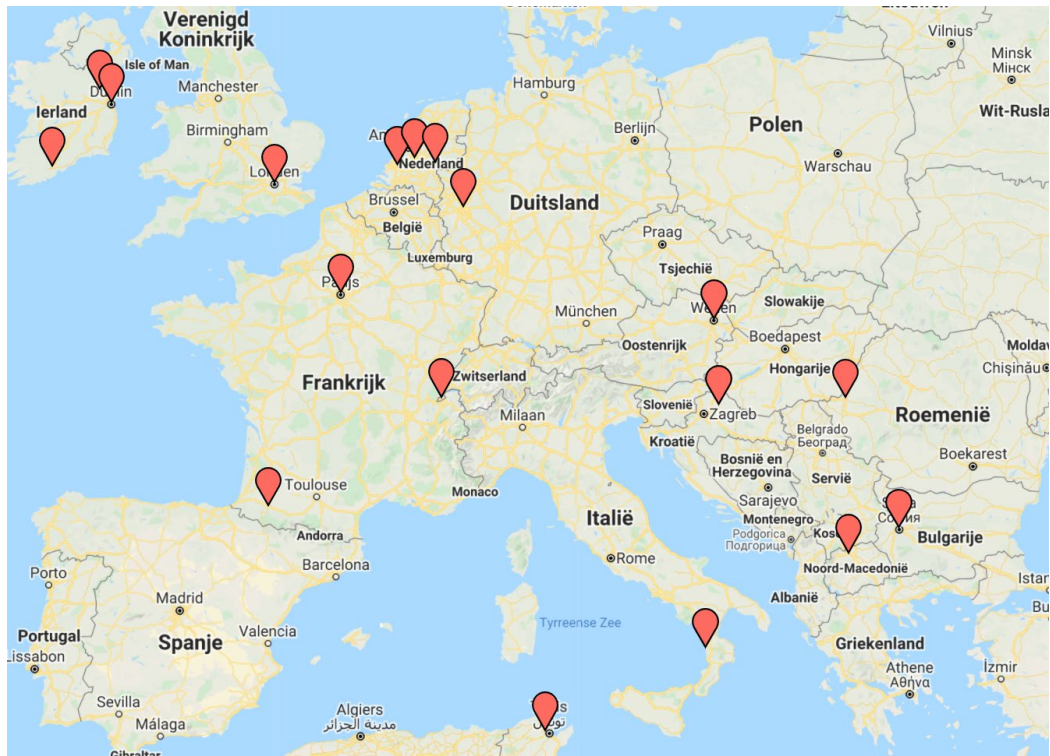 Verenigd
Koninkrijk
Vilnius
Minsk
Мінск
Isle of Man
Manchester
Hamburg
Ierland
Wit-Rusla
Birmingham
Berlijn
Polen
Warschau
Nederland
Brussel
België
Duitsland
Luxemburg
Praag
Tsjechië
Slowakije
München
Oostenrijk
Boedapest
Hongarije
Moldav
Chișinău
Frankrijk
Zwitserland
Milaan
Slovenië
Zagreb
Kroatië
Roemenië
Belgrado
Београд
Bosnië en
Herzegovina
Servië
Boekarest
Sarajevo
Toulouse
Monaco
Montenegro
Podgorica
Подгорица
Italië
София
Bulgarije
Andorra
Rome
Noord-Macedonië
Barcelona
Porto
Albanië
Istan
Bu
Madrid
Spanje
Valencia
Tyrreense Zee
Portugal
Lissabon
Griekenland
Athene
Αθήνα
İzmir
Sevilla
Málaga
Algiers
مدينة الجزائر
تونس